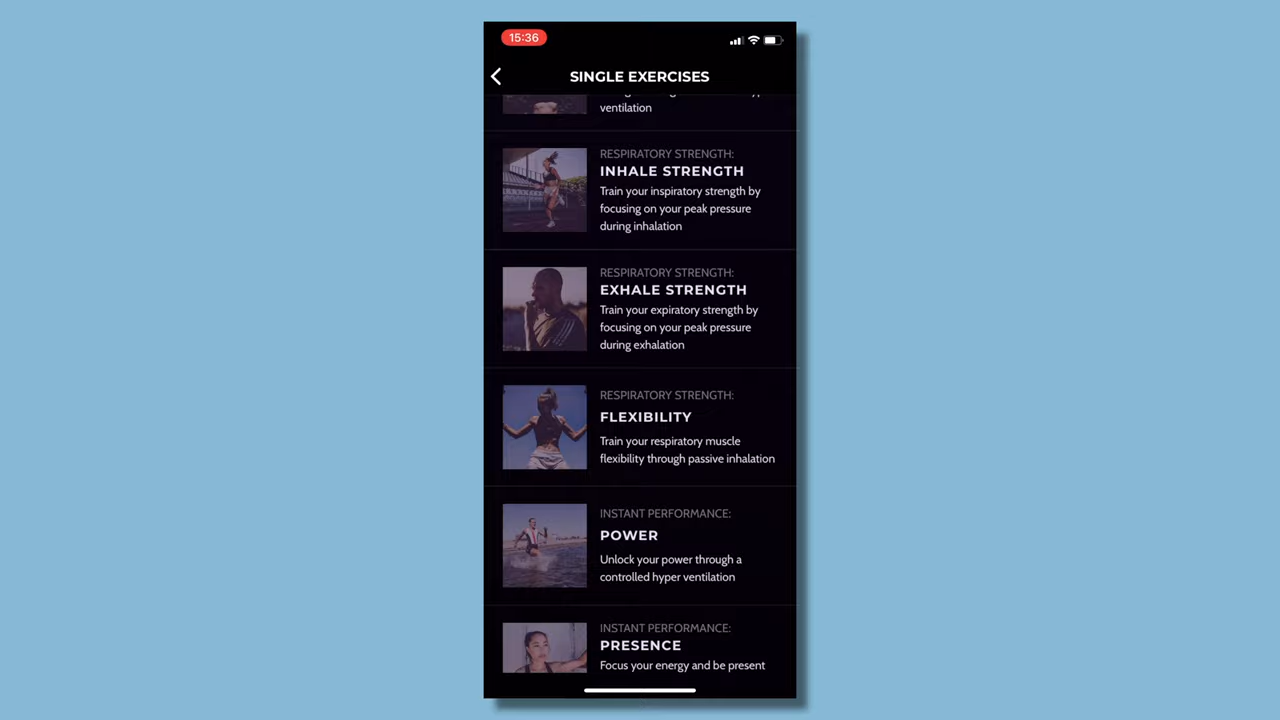 15:36
SINGLE EXERCISES
ventilation
RESPIRATORY STRENGTH:
INHALE STRENGTH
Train your inspiratory strength by
focusing on your peak pressure
during inhalation
RESPIRATORY STRENGTH:
EXHALE STRENGTH
Train your expiratory strength by
focusing on your peak pressure
during exhalation
RESPIRATORY STRENGTH:
FLEXIBILITY
Train your respiratory muscle
flexibility through passive inhalation
INSTANT PERFORMANCE:
POWER
Unlock your power through a
controlled hyper ventilation
INSTANT PERFORMANCE:
PRESENCE
Focus your energy and be present